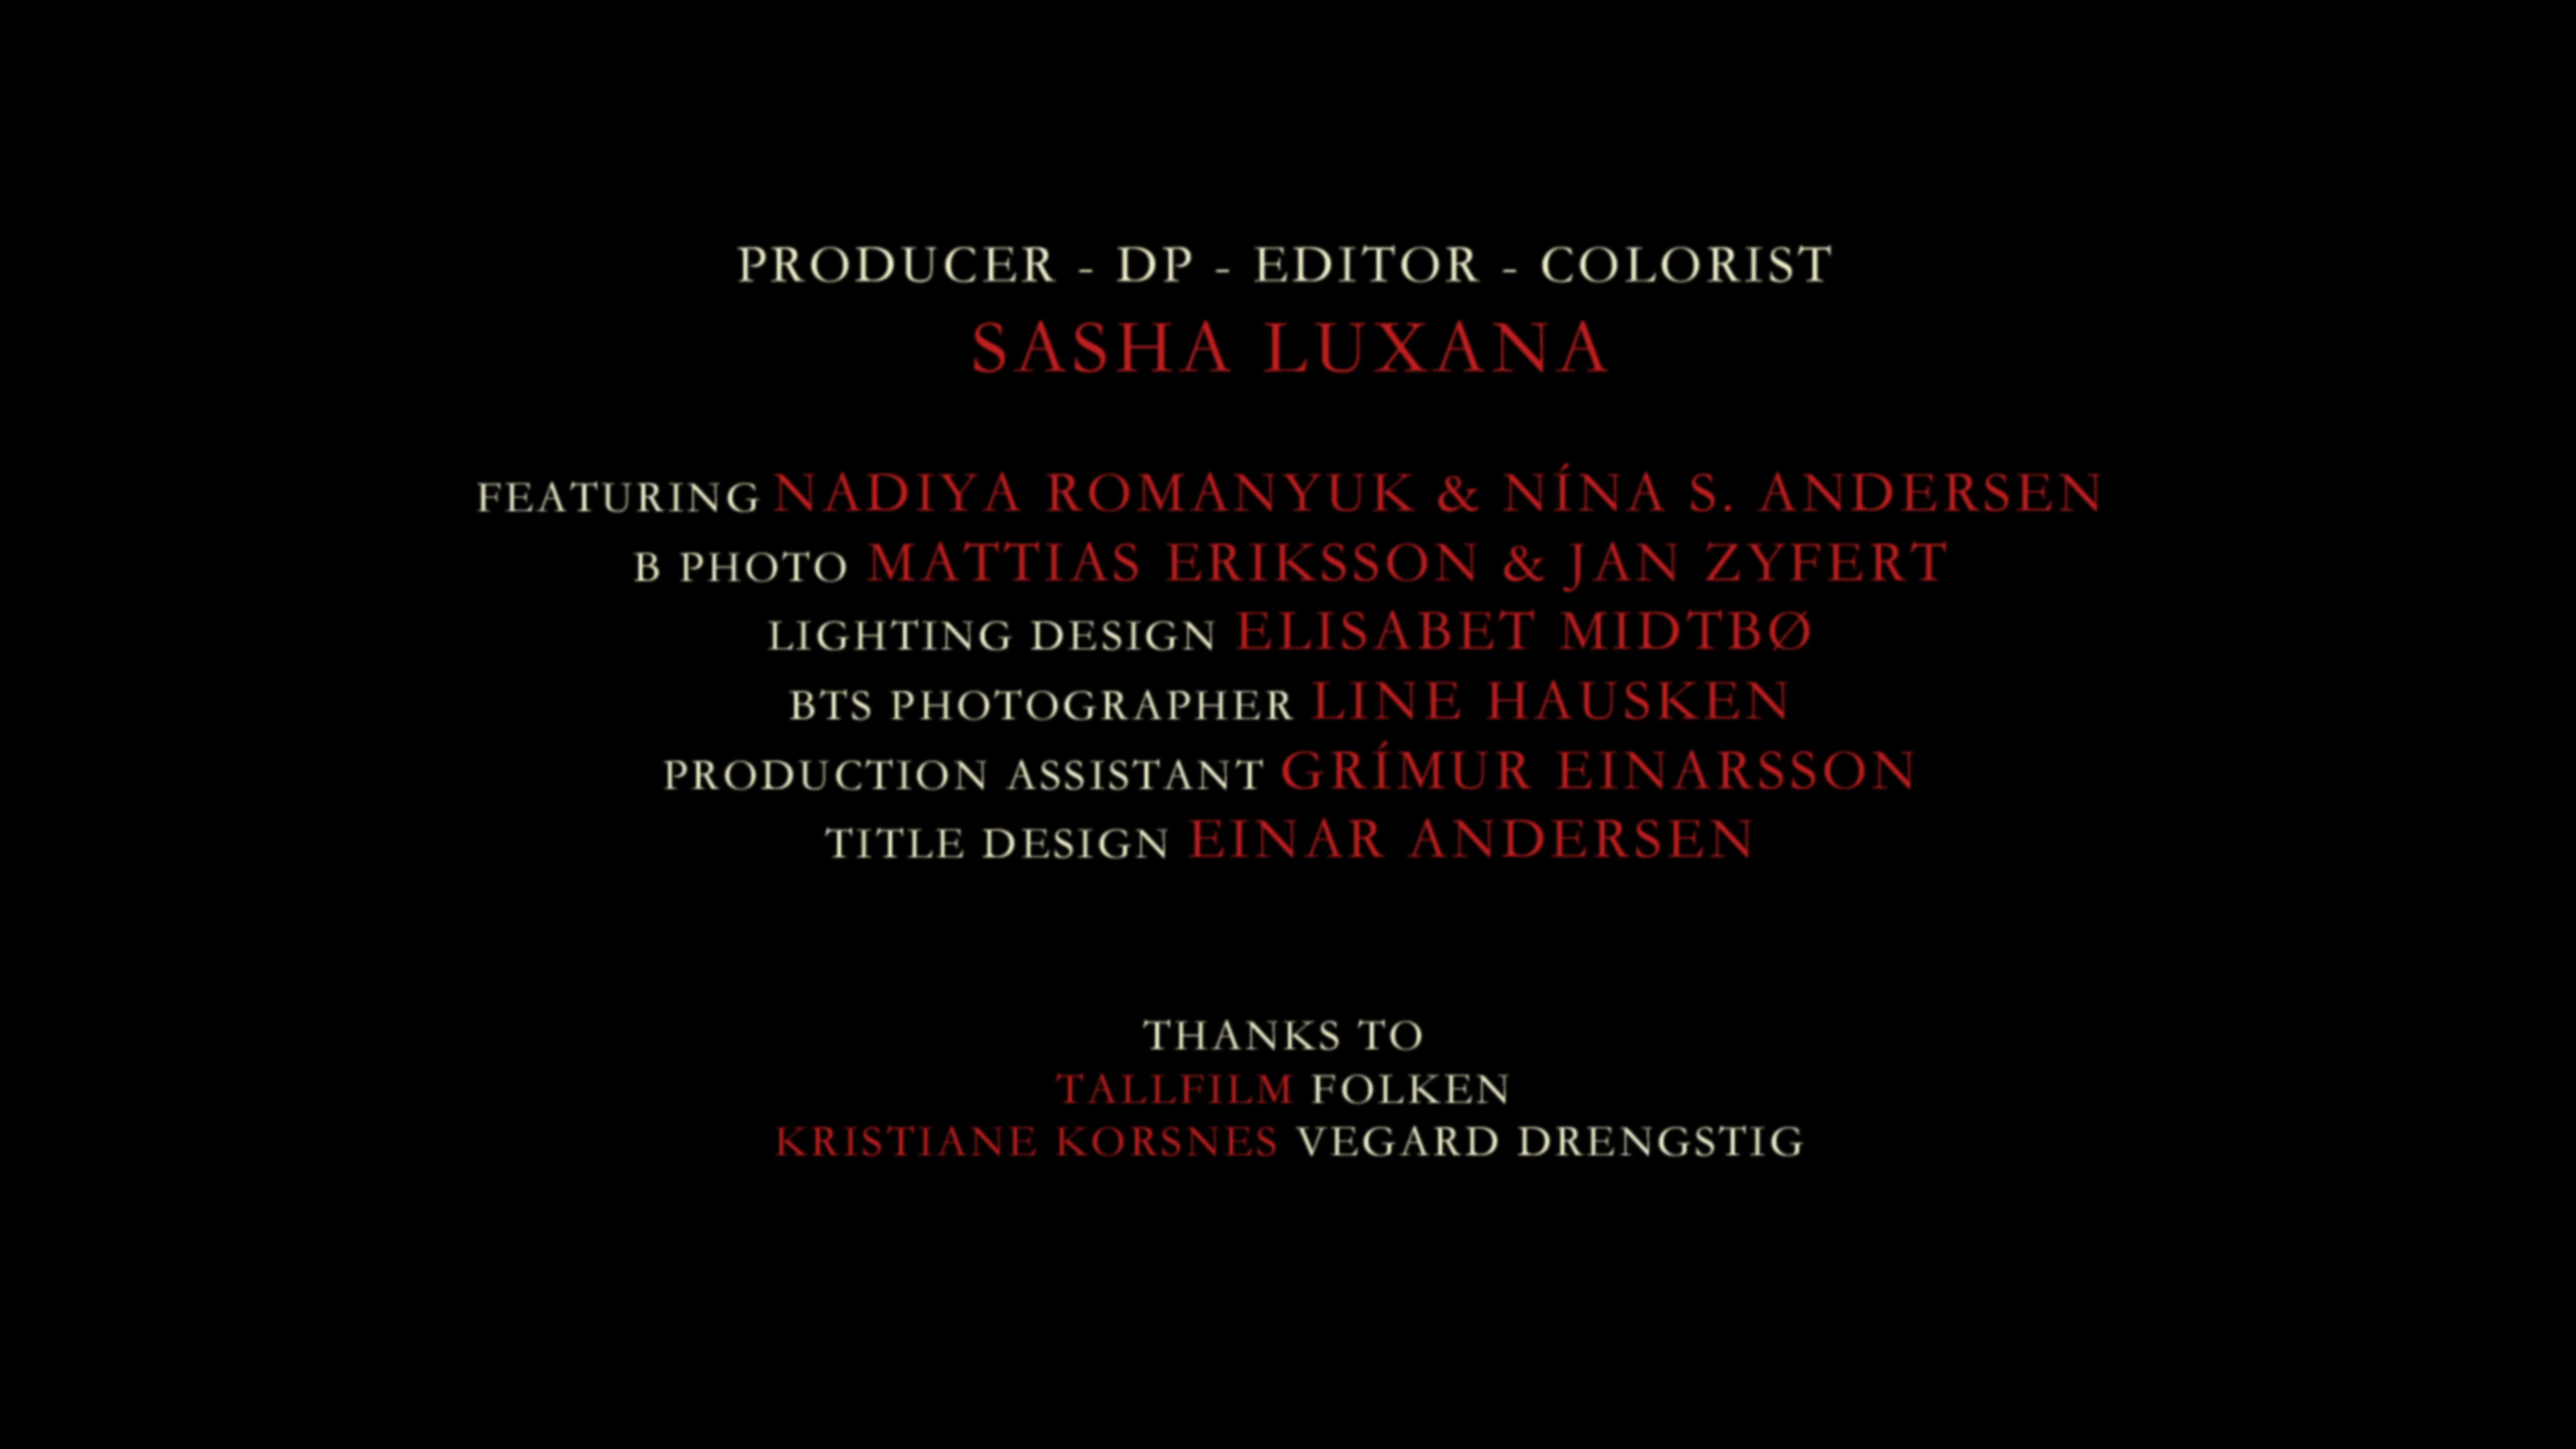 PRODUCER - DP - EDITOR - COLORIST
SASHA LUXANA
FEATURING NADIYA ROMANYUK & NÍNA S. ANDERSEN
B PHOTO MATTIAS ERIKSSON & JAN ZYFERT
LIGHTING DESIGN ELISABET MIDTBØ
BTS PHOTOGRAPHER LINE HAUSKEN
PRODUCTION ASSISTANT GRÍMUR EINARSSON
TITLE DESIGN EINAR ANDERSEN
THANKS TO
TALLFILM FOLKEN
KRISTIANE KORSNES VEGARD DRENGSTIG